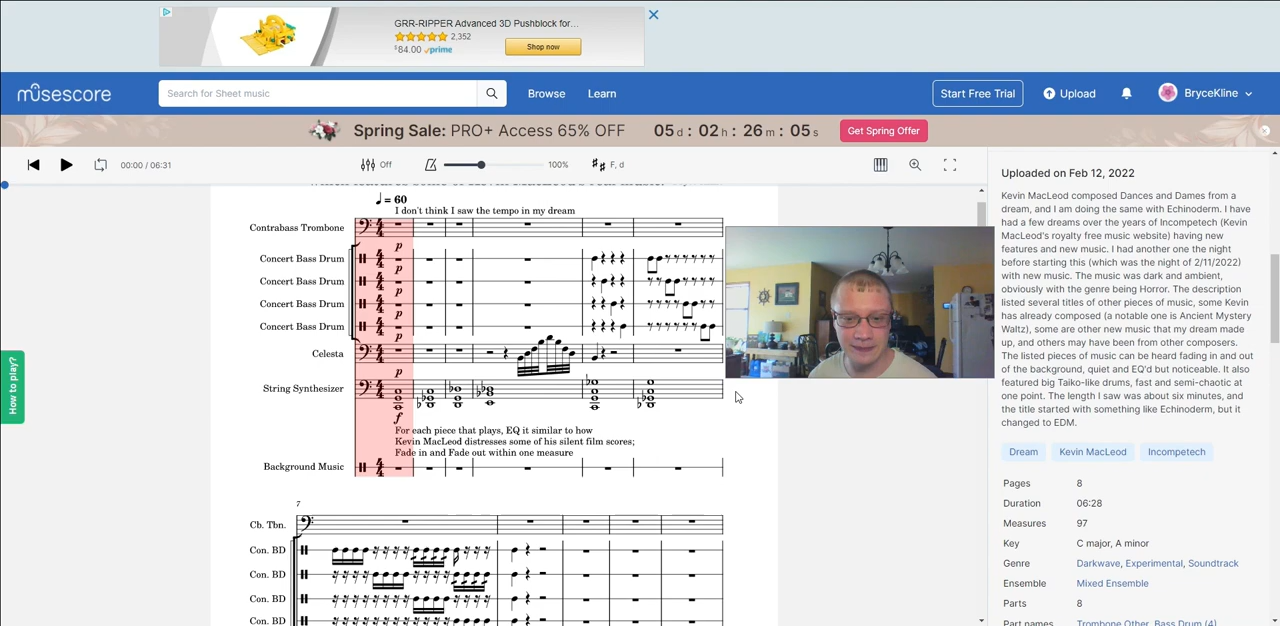 GRR-RIPPER Advanced 3D Pushblock for...
2,352
$84.00 prime
Shop now
musescore
Search for Sheet music
Browse
Learn
Start Free Trial
Upload
BryceKline
Spring Sale: PRO+ Access 65% OFF
05 d : 02 h : 26 m : 05 s
Get Spring Offer
00:00 / 06:31
Off
100%
F, d
♩ = 60
I don't think I saw the tempo in my dream
Contrabass Trombone
p
Concert Bass Drum
p
Concert Bass Drum
p
Concert Bass Drum
p
Concert Bass Drum
p
Celesta
p
String Synthesizer
f
For each piece that plays, EQ it similar to how
Kevin MacLeod distresses some of his silent film scores;
Fade in and Fade out within one measure
Background Music
7
Cb. Tbn.
Con. BD
Con. BD
Con. BD
Con. BD
How to play?
Uploaded on Feb 12, 2022
Kevin MacLeod composed Dances and Dames from a
dream, and I am doing the same with Echinoderm. I have
had a few dreams over the years of Incompetech (Kevin
MacLeod's royalty free music website) having new
features and new music. I had another one the night
before starting this (which was the night of 2/11/2022)
with new music. The music was dark and ambient,
obviously with the genre being Horror. The description
listed several titles of other pieces of music, some Kevin
has already composed (a notable one is Ancient Mystery
Waltz), some are other new music that my dream made
up, and others may have been from other composers.
The listed pieces of music can be heard fading in and out
of the background, quiet and EQ'd but noticeable. It also
featured big Taiko-like drums, fast and semi-chaotic at
one point. The length I saw was about six minutes, and
the title started with something like Echinoderm, but it
changed to EDM.
Dream
Kevin MacLeod
Incompetech
Pages 8
Duration 06:28
Measures 97
Key C major, A minor
Genre Darkwave, Experimental, Soundtrack
Ensemble Mixed Ensemble
Parts 8
Part names Trombone Other, Bass Drum (4)